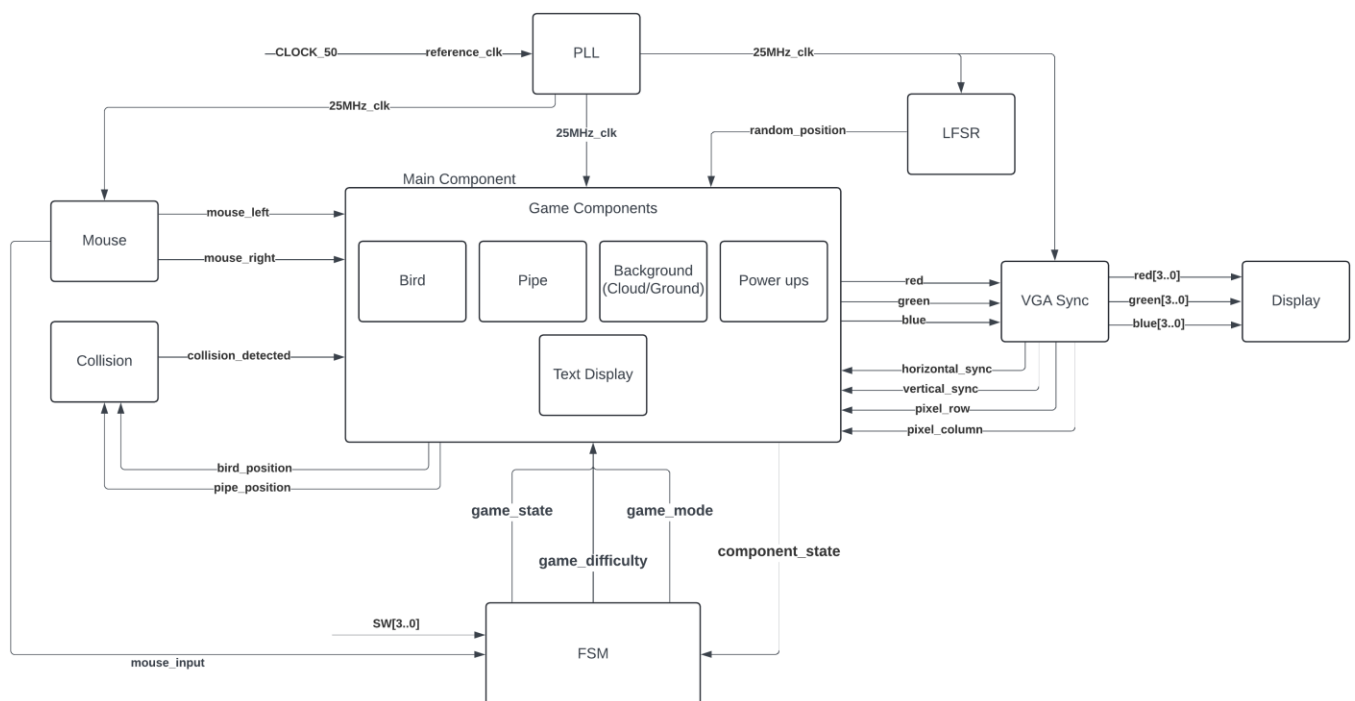 CLOCK_50
reference_clk
PLL
25MHz_clk
25MHz_clk
25MHz_clk
random_position
LFSR
Main Component
Game Components
Mouse
mouse_left
mouse_right
Bird
Pipe
Background
(Cloud/Ground)
Power ups
red
green
blue
VGA Sync
red[3..0]
green[3..0]
blue[3..0]
Display
Collision
collision_detected
Text Display
horizontal_sync
vertical_sync
pixel_row
pixel_column
bird_position
pipe_position
game_state
game_mode
game_difficulty
component_state
SW[3..0]
FSM
mouse_input